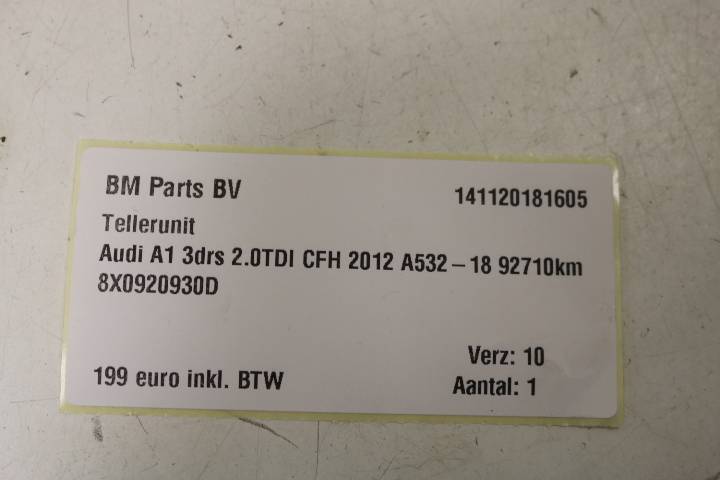 BM Parts BV 141120181605
Tellerunit
Audi A1 3drs 2.0TDI CFH 2012 A532 – 18 92710km
8X0920930D
Verz: 10
199 euro inkl. BTW Aantal: 1